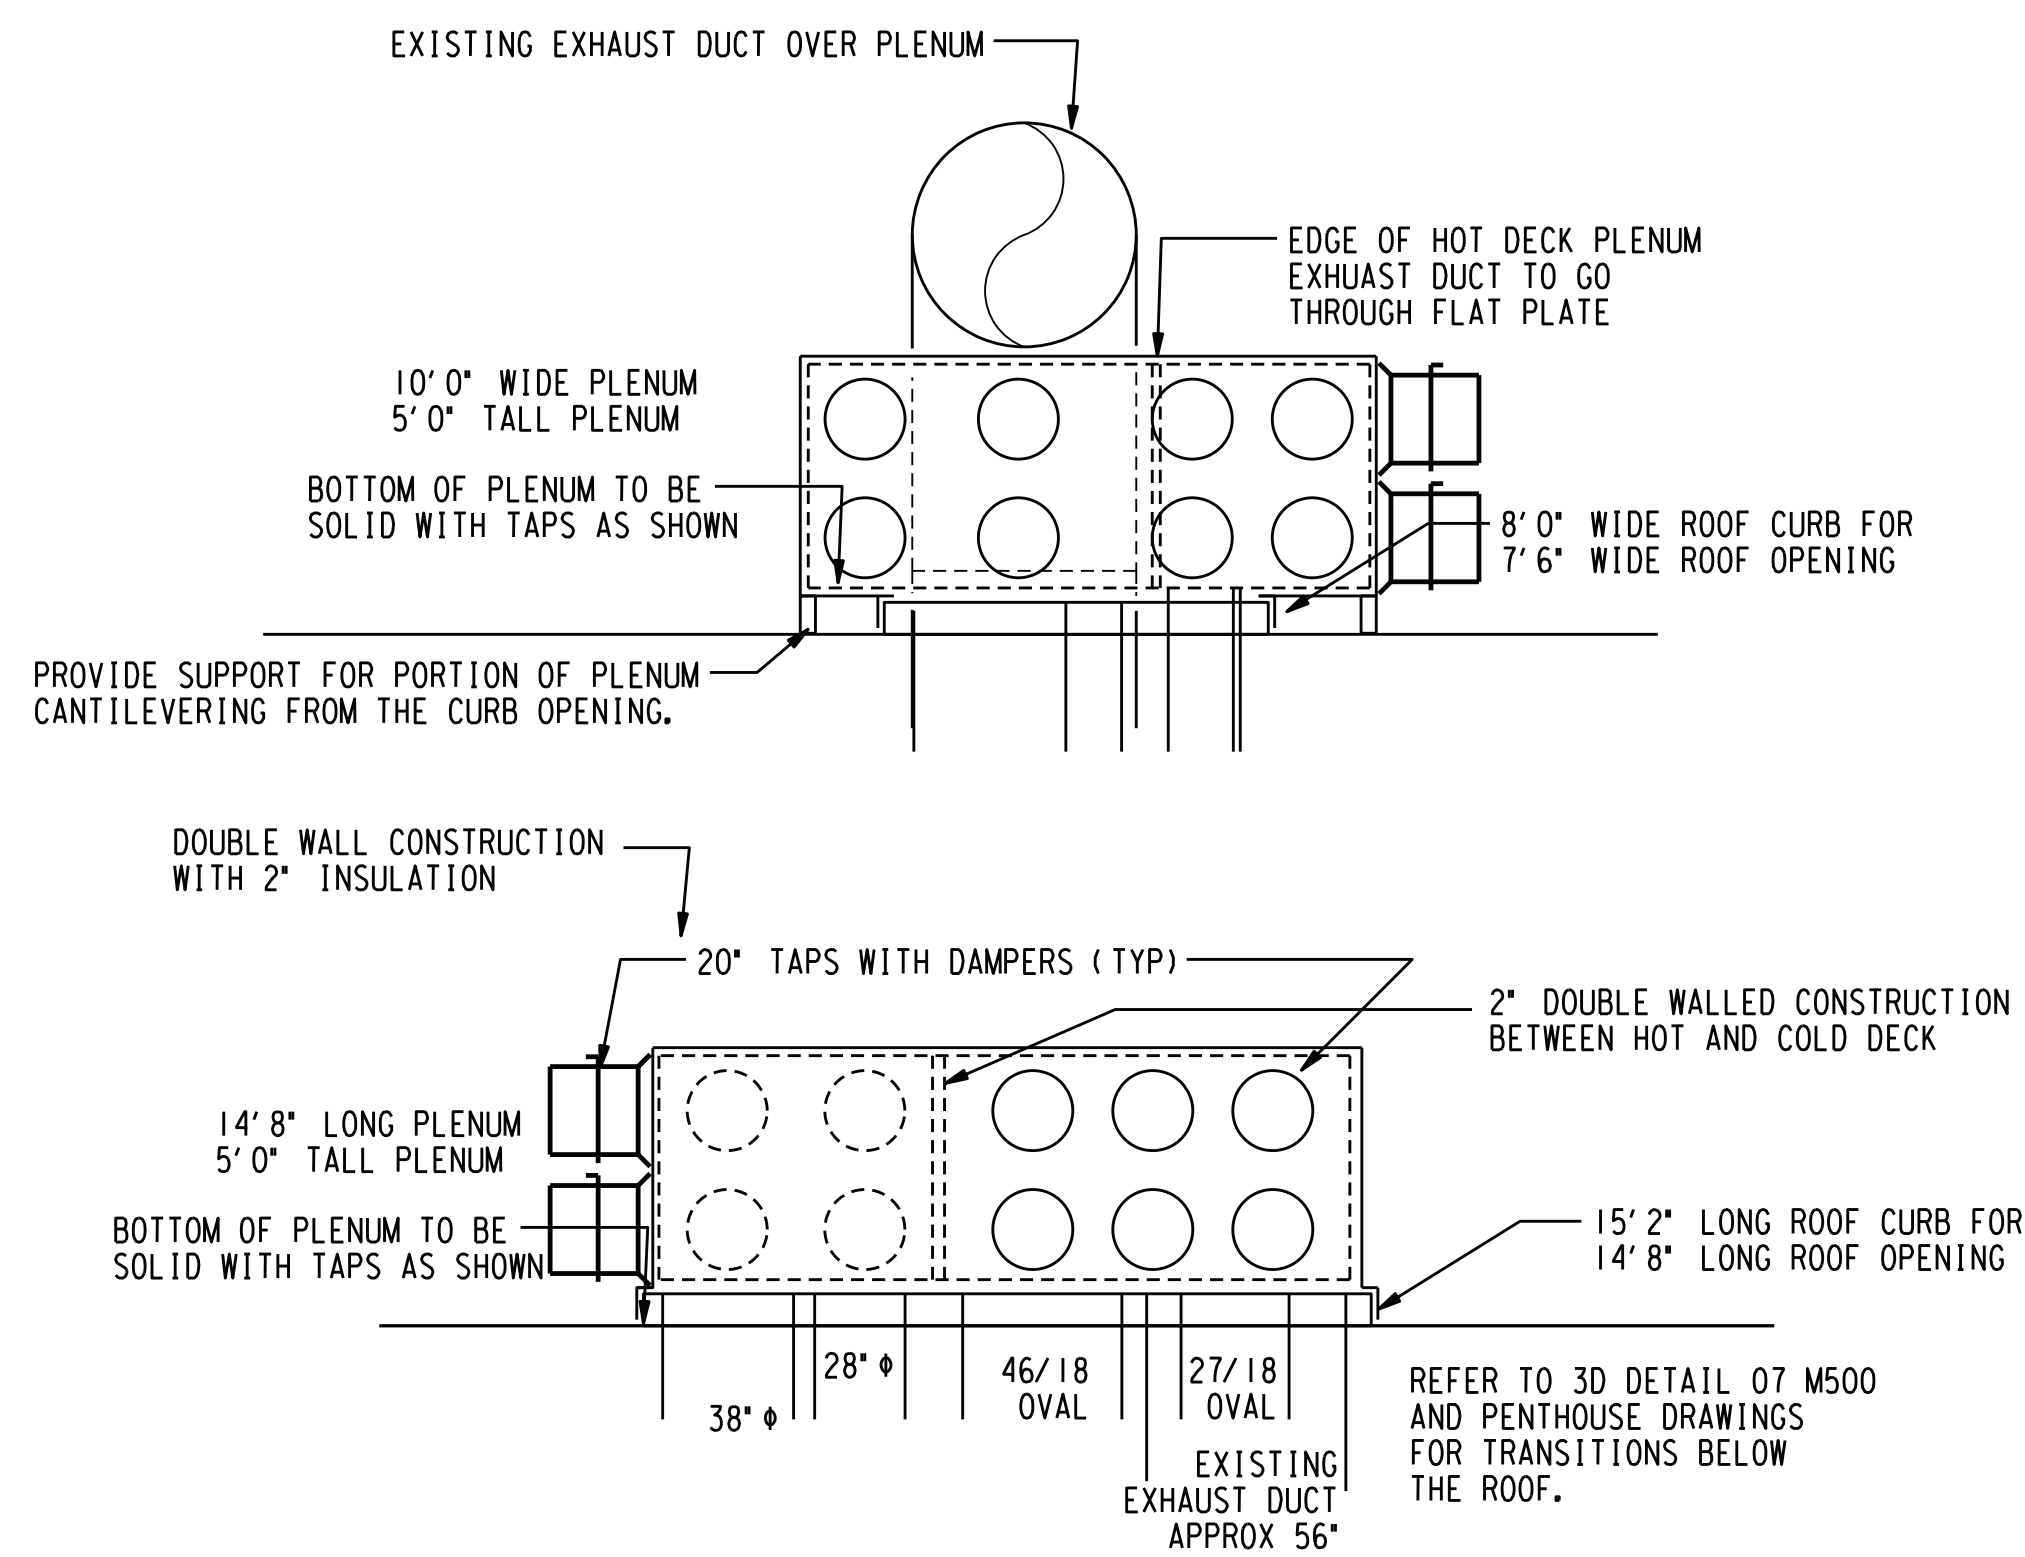 EXISTING EXHAUST DUCT OVER PLENUM
EDGE OF HOT DECK PLENUM
EXHUAST DUCT TO GO
THROUGH FLAT PLATE
10'0" WIDE PLENUM
5'0" TALL PLENUM
BOTTOM OF PLENUM TO BE
SOLID WITH TAPS AS SHOWN
8'0" WIDE ROOF CURB FOR
7'6" WIDE ROOF OPENING
PROVIDE SUPPORT FOR PORTION OF PLENUM
CANTILEVERING FROM THE CURB OPENING.
DOUBLE WALL CONSTRUCTION
WITH 2" INSULATION
20" TAPS WITH DAMPERS (TYP)
2" DOUBLE WALLED CONSTRUCTION
BETWEEN HOT AND COLD DECK
14'8" LONG PLENUM
5'0" TALL PLENUM
BOTTOM OF PLENUM TO BE
SOLID WITH TAPS AS SHOWN
15'2" LONG ROOF CURB FOR
14'8" LONG ROOF OPENING
38"ϕ
28"ϕ
46/18
OVAL
27/18
OVAL
EXISTING
EXHAUST DUCT
APPROX 56"
REFER TO 3D DETAIL 07 M500
AND PENTHOUSE DRAWINGS
FOR TRANSITIONS BELOW
THE ROOF.